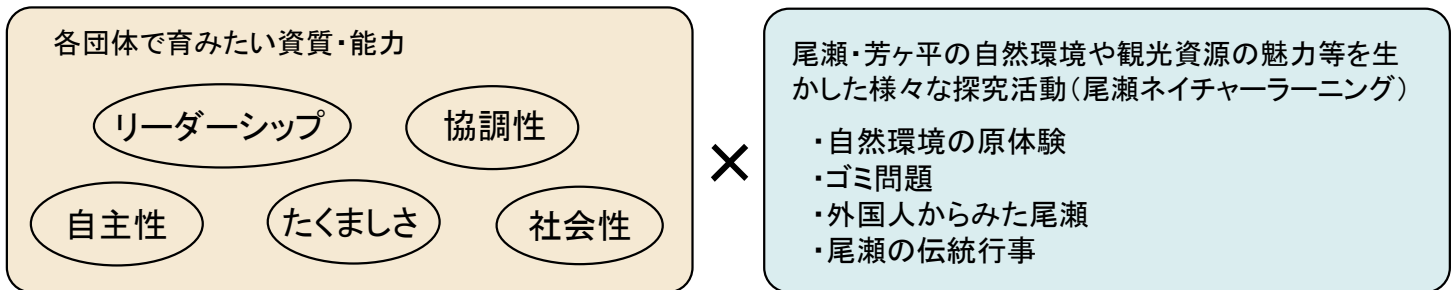 各団体で育みたい資質・能力
リーダーシップ
協調性
自主性
たくましさ
社会性
×
尾瀬・芳ヶ平の自然環境や観光資源の魅力等を生
かした様々な探究活動(尾瀬ネイチャーラーニング)
・自然環境の原体験
・ゴミ問題
・外国人からみた尾瀬
・尾瀬の伝統行事